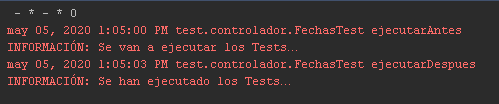 - * - * 0
may 05, 2020 1:05:00 PM test.controlador.FechasTest ejecutarAntes
INFORMACIÓN: Se van a ejecutar los Tests...
may 05, 2020 1:05:03 PM test.controlador.FechasTest ejecutarDespues
INFORMACIÓN: Se han ejecutado los Tests...